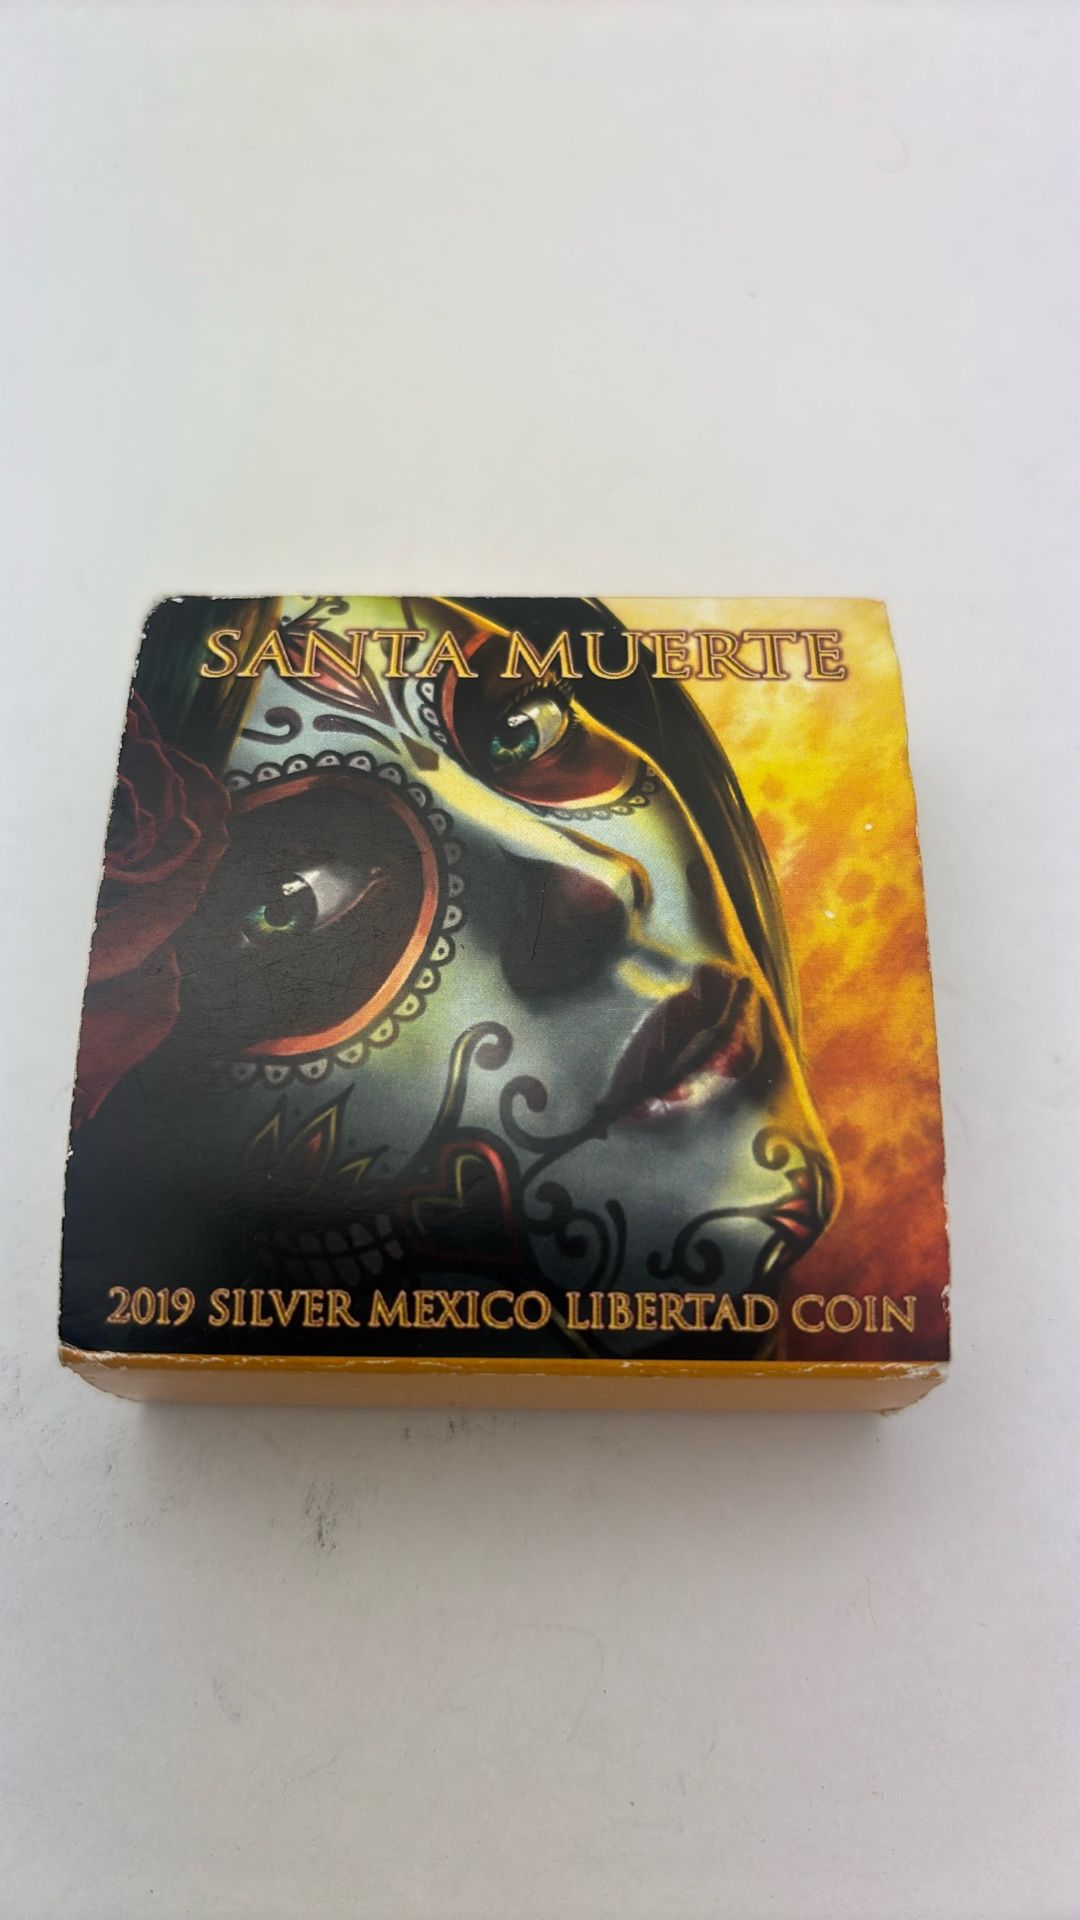 SANTA MUERTE
2019 SILVER MEXICO LIBERTAD COIN